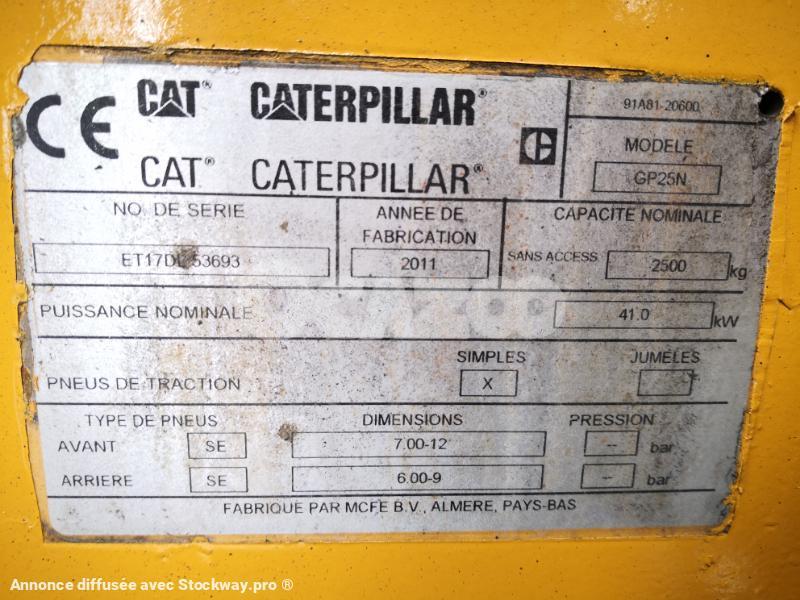 CE CAT® CATERPILLAR®
CAT® CATERPILLAR®
91A81-20600
MODELE
GP25N
NO. DE SERIE
ET17DL 53693
ANNEE DE
FABRICATION
2011
CAPACITE NOMINALE
SANS ACCESS 2500 kg
PUISSANCE NOMINALE 41.0 kW
SIMPLES JUMELES
PNEUS DE TRACTION X
TYPE DE PNEUS DIMENSIONS PRESSION
AVANT SE 7.00-12 -- bar
ARRIERE SE 6.00-9 -- bar
FABRIQUE PAR MCFE B.V., ALMERE, PAYS-BAS
Annonce diffusée avec Stockway.pro ®